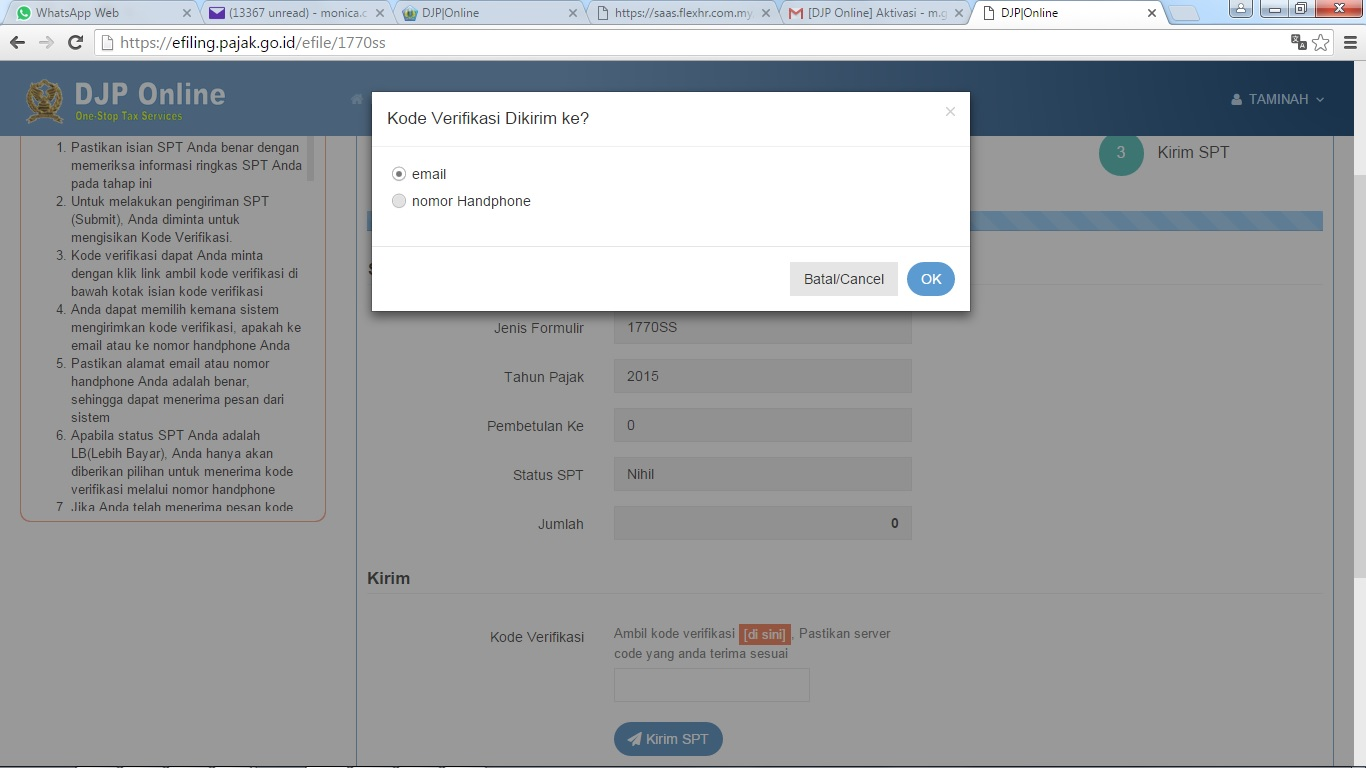 WhatsApp Web
(13367 unread) - monica.c
DJP|Online
https://saas.flexhr.com.my
[DJP Online] Aktivasi - m.g
DJP|Online
https://efiling.pajak.go.id/efile/1770ss
DJP Online
One-Stop Tax Services
TAMINAH
Kode Verifikasi Dikirim ke?
×
email
nomor Handphone
Batal/Cancel
OK
3 Kirim SPT
1. Pastikan isian SPT Anda benar dengan
memeriksa informasi ringkas SPT Anda
pada tahap ini
2. Untuk melakukan pengiriman SPT
(Submit), Anda diminta untuk
mengisikan Kode Verifikasi.
3. Kode verifikasi dapat Anda minta
dengan klik link ambil kode verifikasi di
bawah kotak isian kode verifikasi
4. Anda dapat memilih kemana sistem
mengirimkan kode verifikasi, apakah ke
email atau ke nomor handphone Anda
5. Pastikan alamat email atau nomor
handphone Anda adalah benar,
sehingga dapat menerima pesan dari
sistem
6. Apabila status SPT Anda adalah
LB(Lebih Bayar), Anda hanya akan
diberikan pilihan untuk menerima kode
verifikasi melalui nomor handphone
7. Jika Anda telah menerima pesan kode
Jenis Formulir 1770SS
Tahun Pajak 2015
Pembetulan Ke 0
Status SPT Nihil
Jumlah 0
Kirim
Kode Verifikasi
Ambil kode verifikasi [di sini], Pastikan server
code yang anda terima sesuai
Kirim SPT